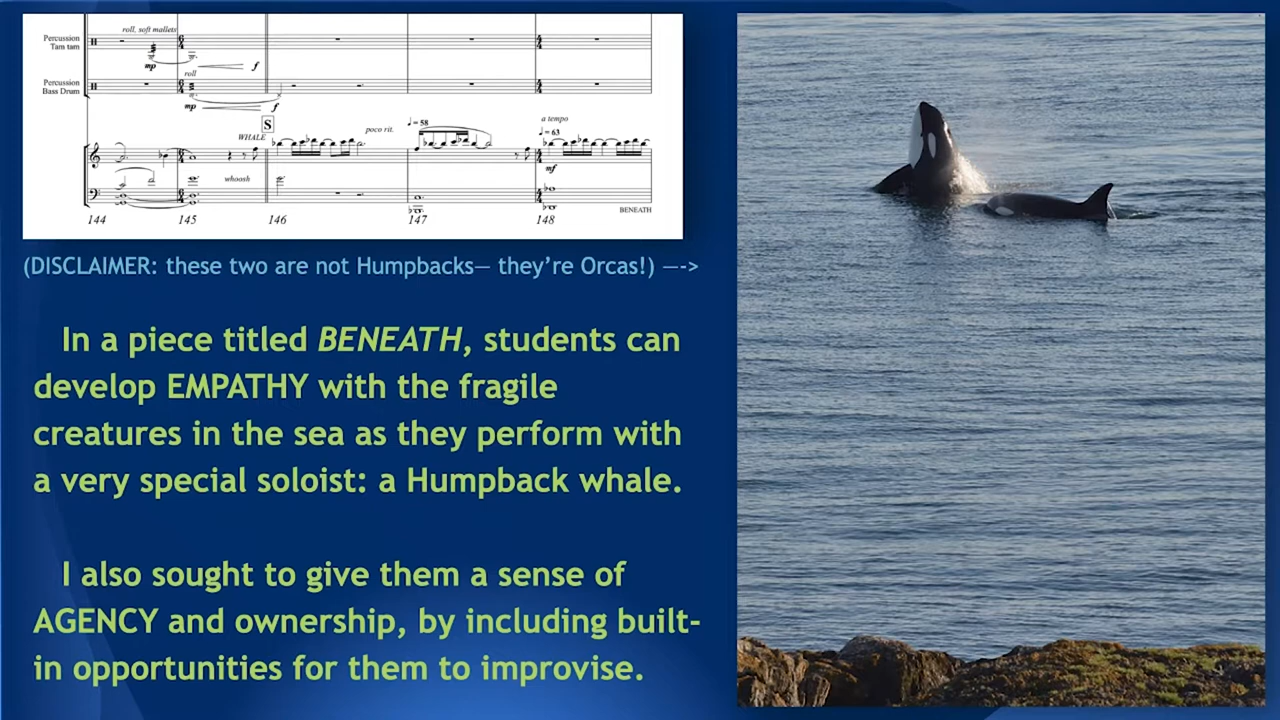 roll, soft mallets
Percussion
Tam tam
mp
f
roll
Percussion
Bass Drum
mp
f
S
WHALE
poco rit.
♩ = 58
a tempo
♩ = 63
mf
whoosh
BENEATH
144 145 146 147 148
(DISCLAIMER: these two are not Humpbacks— they’re Orcas!) —->
In a piece titled BENEATH, students can
develop EMPATHY with the fragile
creatures in the sea as they perform with
a very special soloist: a Humpback whale.
I also sought to give them a sense of
AGENCY and ownership, by including built-
in opportunities for them to improvise.